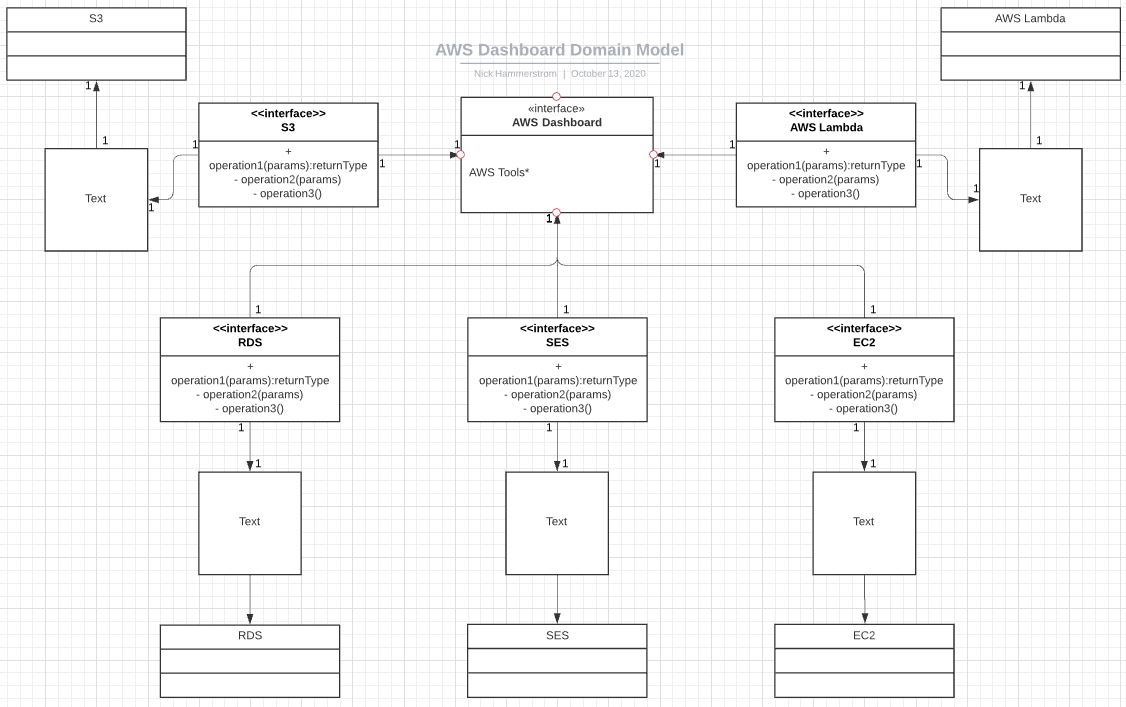 S3
AWS Lambda
AWS Dashboard Domain Model
Nick Hammerstrom | October 13, 2020
1
1
1
1
<<interface>>
S3
+
operation1(params):returnType
- operation2(params)
- operation3()
1
1
1
1
«interface»
AWS Dashboard
AWS Tools*
1
1
<<interface>>
AWS Lambda
+
operation1(params):returnType
- operation2(params)
- operation3()
1
1
1
Text
Text
1
1
1
1
<<interface>>
RDS
+
operation1(params):returnType
- operation2(params)
- operation3()
<<interface>>
SES
+
operation1(params):returnType
- operation2(params)
- operation3()
<<interface>>
EC2
+
operation1(params):returnType
- operation2(params)
- operation3()
1
1
1
1
1
1
Text
Text
Text
RDS
SES
EC2